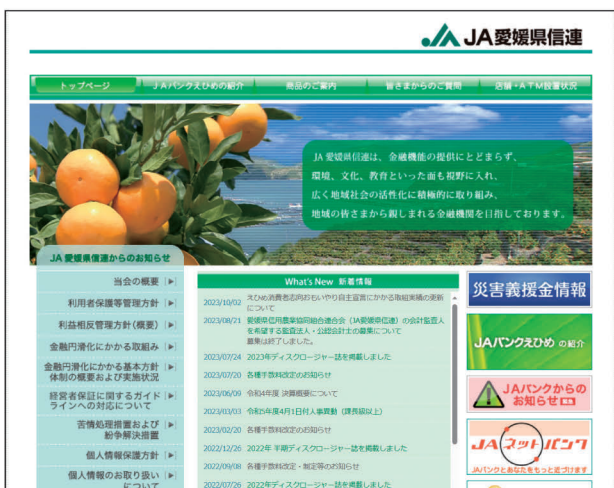 JA愛媛県信連
トップページ
JAバンクえひめの紹介
商品のご案内
皆さまからのご質問
店舗・ATM設置状況
JA愛媛県信連は、金融機能の提供にとどまらず、
環境、文化、教育といった面も視野に入れ、
広く地域社会の活性化に積極的に取り組み、
地域の皆さまから親しまれる金融機関を目指しております。
JA愛媛県信連からのお知らせ
当会の概要
利用者保護等管理方針
利益相反管理方針(概要)
金融円滑化にかかる取組み
金融円滑化にかかる基本方針
体制の概要および実施状況
経営者保証に関するガイド
ラインへの対応について
苦情処理措置および
紛争解決措置
個人情報保護方針
個人情報のお取り扱い
について
What's New 新着情報
2023/10/02 えひめ消費者志向おもいやり自主宣言にかかる取組実績の更新
について
2023/08/21 愛媛県信用農業協同組合連合会(JA愛媛県信連)の会計監査人
を希望する監査法人・公認会計士の募集について
募集は終了しました。
2023/07/24 2023年ディスクロージャー誌を掲載しました
2023/07/20 各種手数料改定のお知らせ
2023/06/09 令和4年度 決算概要について
2023/03/03 令和5年度4月1日付人事異動(課長級以上)
2023/02/20 各種手数料改定のお知らせ
2022/12/26 2022年 半期ディスクロージャー誌を掲載しました
2022/09/08 各種手数料改定・制定等のお知らせ
2022/07/26 2022年ディスクロージャー誌を掲載しました
災害義援金情報
JAバンクえひめ の紹介
JAバンクからの
お知らせ
JAネットバンク
JAバンクとあなたをもっと近づけます